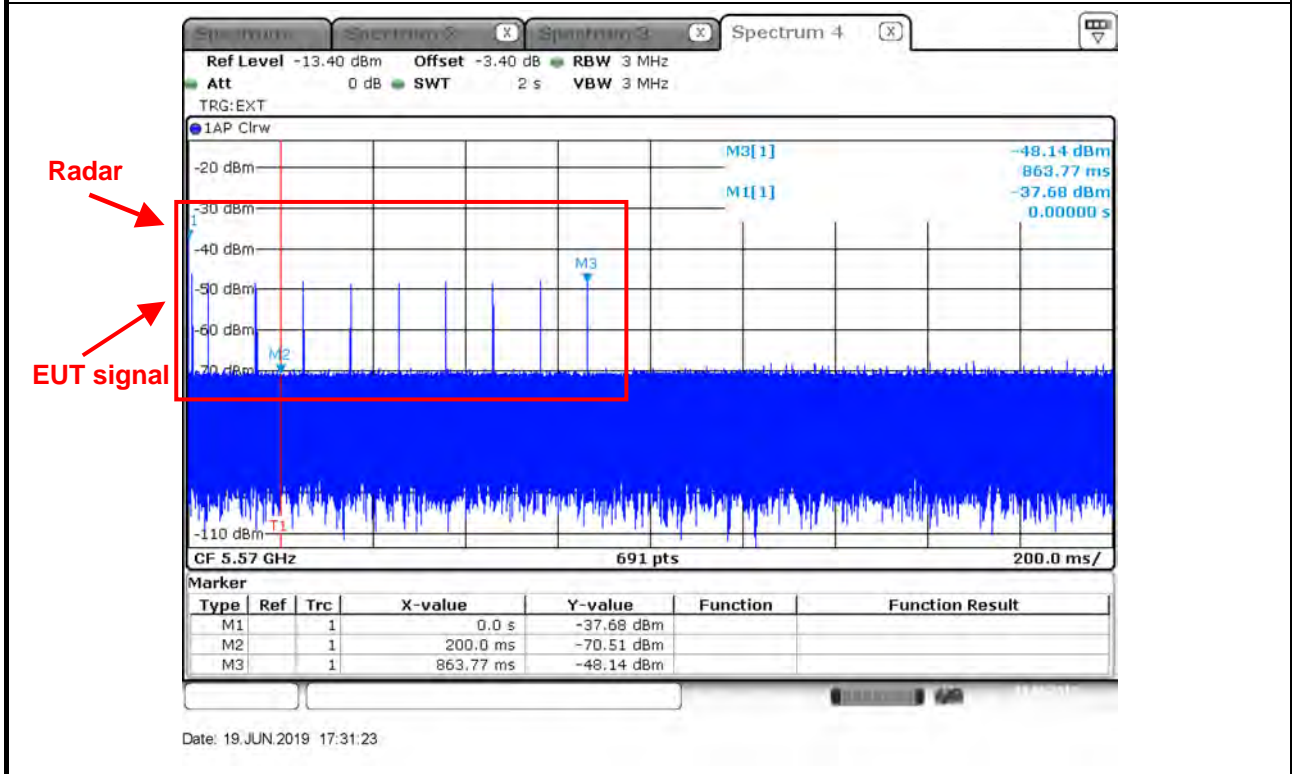 Spectrum 4
Ref Level -13.40 dBm Offset -3.40 dB RBW 3 MHz
Att 0 dB SWT 2 s VBW 3 MHz
TRG:EXT
1AP Clrw
M3[1] -48.14 dBm
863.77 ms
M1[1] -37.68 dBm
0.00000 s
Radar
EUT signal
-20 dBm
-30 dBm
1
-40 dBm
M3
-50 dBm
-60 dBm
M2
-70 dBm
-110 dBm
T1
CF 5.57 GHz 691 pts 200.0 ms/
Marker
Type Ref Trc X-value Y-value Function Function Result
M1 1 0.0 s -37.68 dBm
M2 1 200.0 ms -70.51 dBm
M3 1 863.77 ms -48.14 dBm
Date: 19.JUN.2019 17:31:23